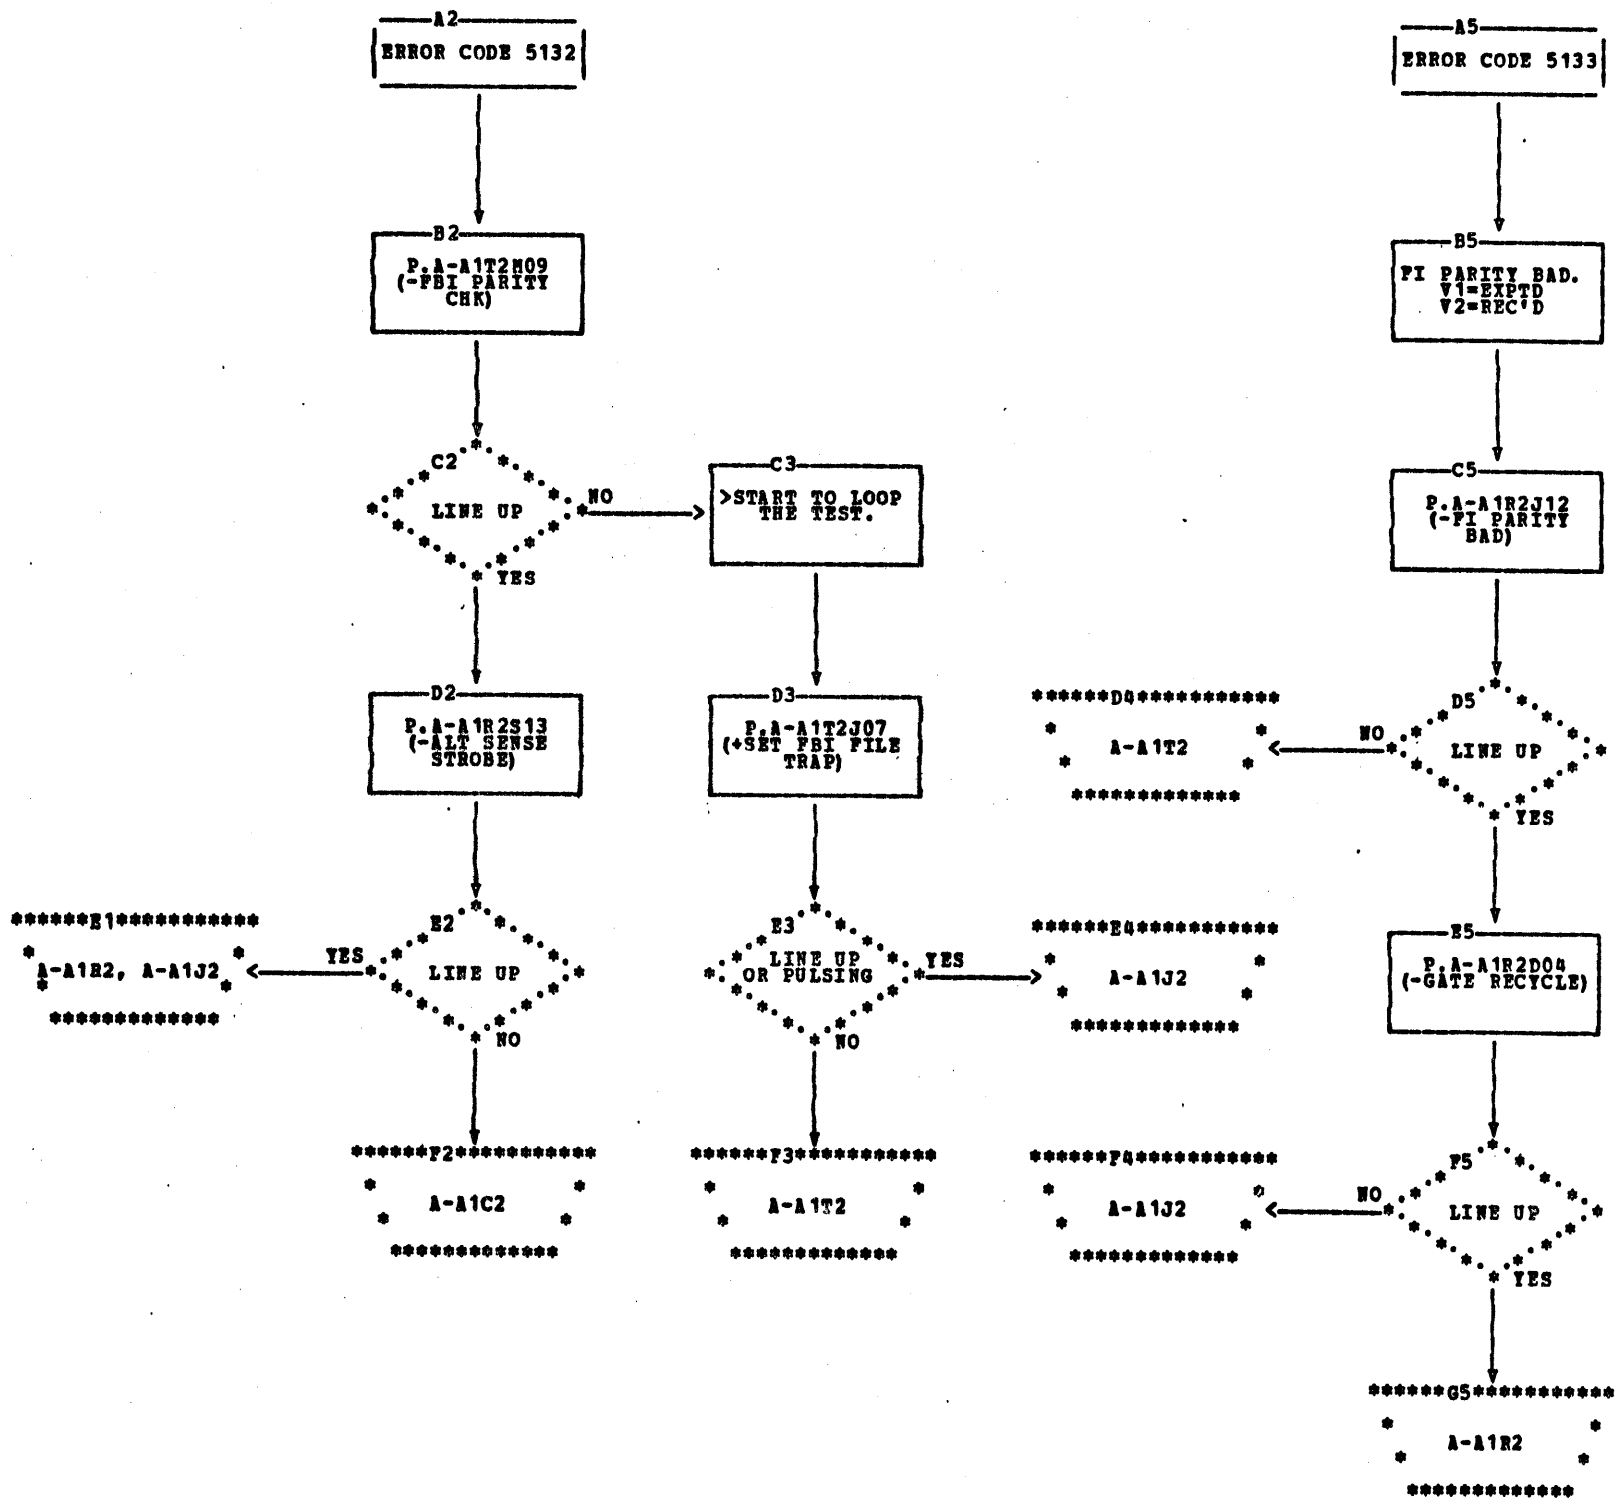 A2
ERROR CODE 5132
B2
P.A-A1T2M09
(-FBI PARITY
CHK)
C2
LINE UP
NO
YES
C3
>START TO LOOP
THE TEST.
D2
P.A-A1R2S13
(-ALT SENSE
STROBE)
D3
P.A-A1T2J07
(+SET FBI FILE
TRAP)
E2
LINE UP
YES
NO
******E1***********
A-A1R2, A-A1J2
*************
E3
LINE UP
OR PULSING
YES
NO
******E4***********
A-A1J2
*************
******F2***********
A-A1C2
*************
******F3***********
A-A1T2
*************
A5
ERROR CODE 5133
B5
FI PARITY BAD.
V1=EXPTD
V2=REC'D
C5
P.A-A1R2J12
(-FI PARITY
BAD)
D5
LINE UP
NO
YES
******D4***********
A-A1T2
*************
E5
P.A-A1R2D04
(-GATE RECYCLE)
F5
LINE UP
NO
YES
******F4***********
A-A1J2
*************
******G5***********
A-A1R2
*************